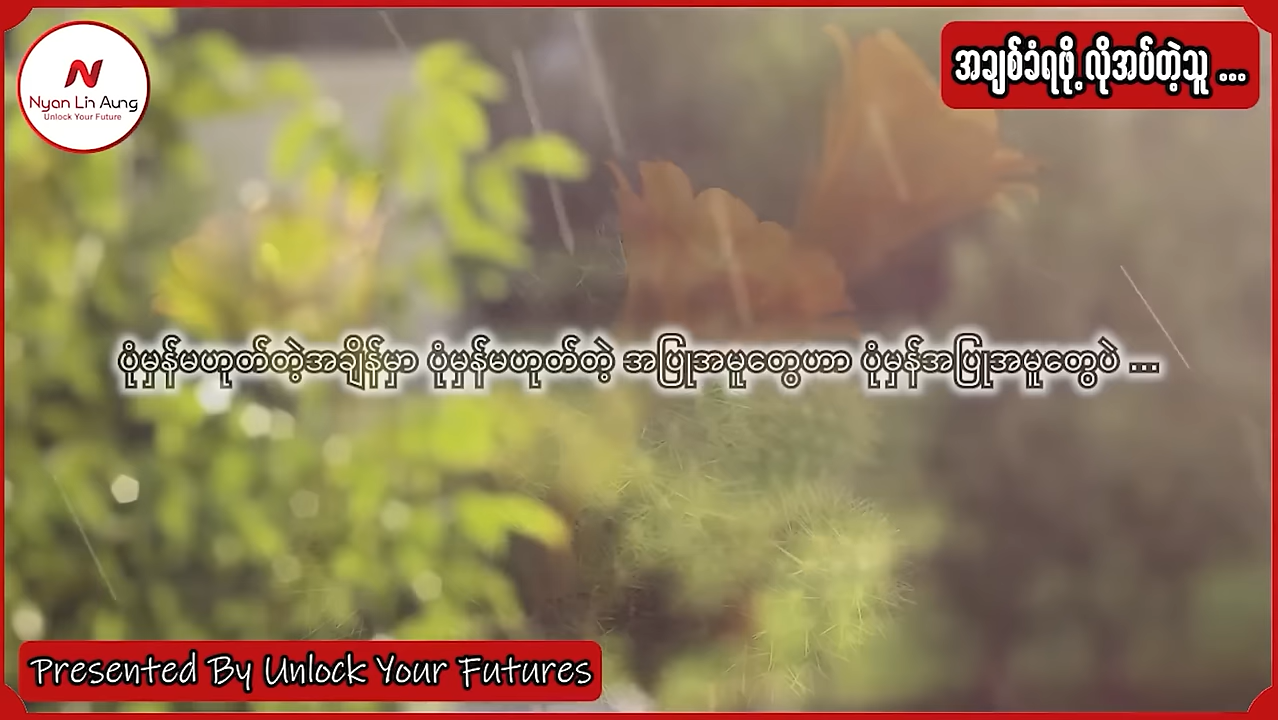 N
Nyan Lin Aung
Unlock Your Future
အချစ်ခံရဖို့ လိုအပ်တဲ့သူ ...
ပုံမှန်မဟုတ်တဲ့အချိန်မှာ ပုံမှန်မဟုတ်တဲ့ အပြုအမူတွေဟာ ပုံမှန်အပြုအမူတွေပဲ ...
Presented By Unlock Your Futures